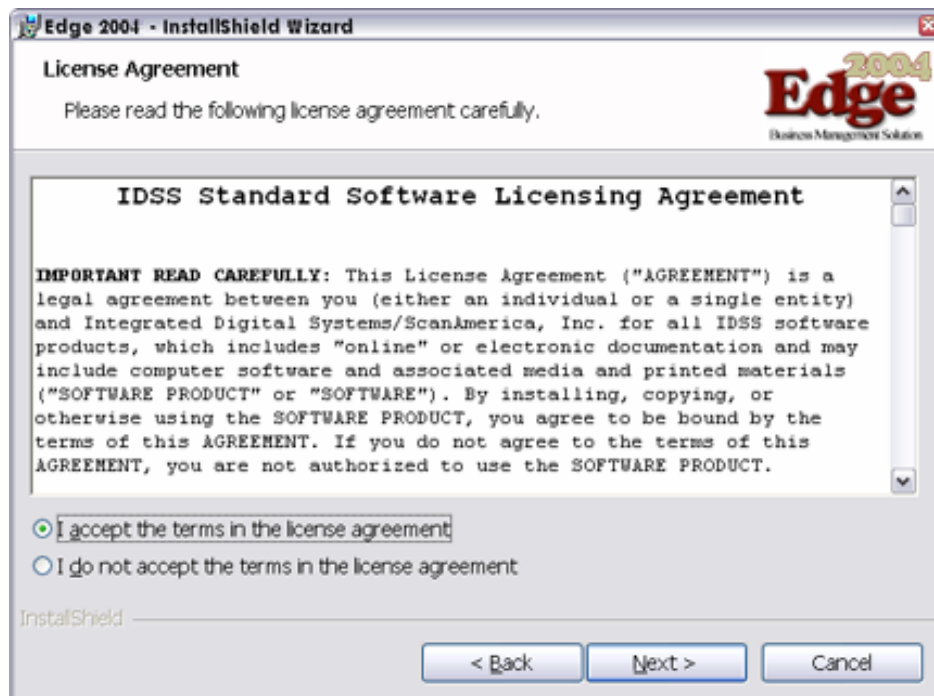 Edge 2004 - InstallShield Wizard
License Agreement
Please read the following license agreement carefully.
2004
Edge
Business Management Solution
IDSS Standard Software Licensing Agreement
IMPORTANT READ CAREFULLY: This License Agreement ("AGREEMENT") is a
legal agreement between you (either an individual or a single entity)
and Integrated Digital Systems/ScanAmerica, Inc. for all IDSS software
products, which includes "online" or electronic documentation and may
include computer software and associated media and printed materials
("SOFTWARE PRODUCT" or "SOFTWARE"). By installing, copying, or
otherwise using the SOFTWARE PRODUCT, you agree to be bound by the
terms of this AGREEMENT. If you do not agree to the terms of this
AGREEMENT, you are not authorized to use the SOFTWARE PRODUCT.
I accept the terms in the license agreement
I do not accept the terms in the license agreement
InstallShield
< Back Next > Cancel